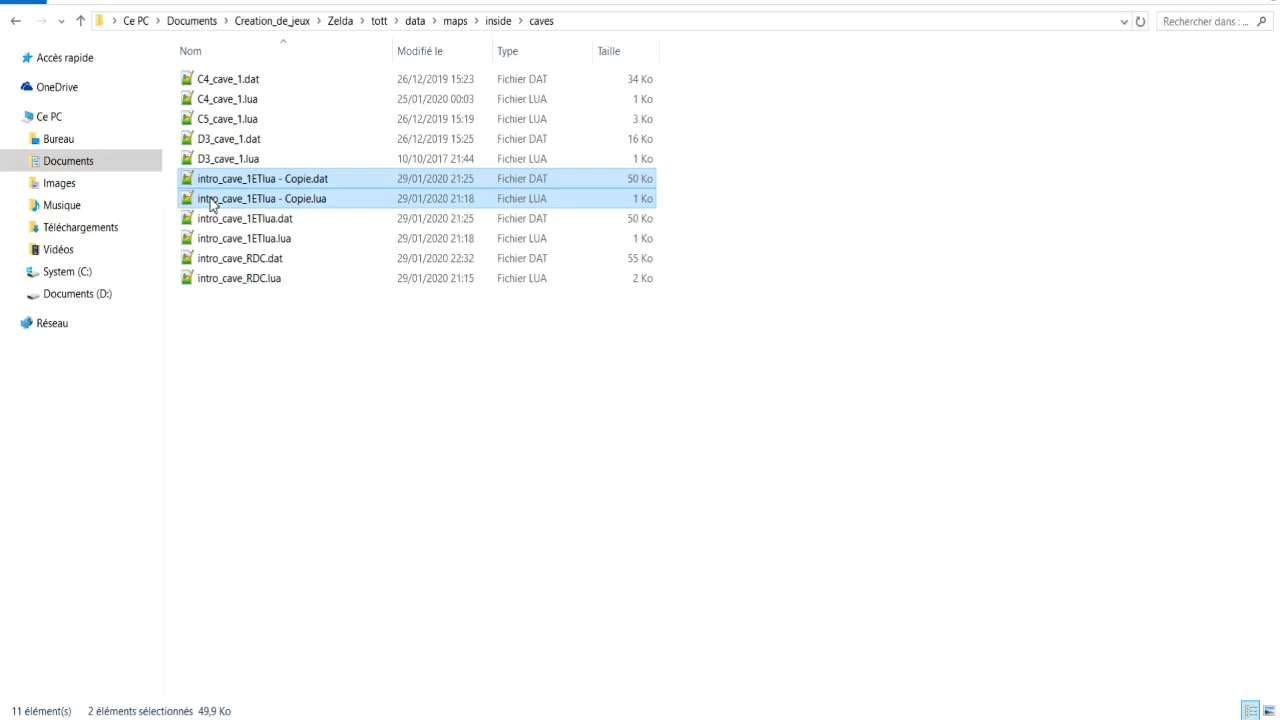 Ce PC > Documents > Creation_de_jeux > Zelda > tott > data > maps > inside > caves
Rechercher dans : ...
Nom Modifié le Type Taille
Accès rapide
OneDrive
Ce PC
Bureau
Documents
Images
Musique
Téléchargements
Vidéos
System (C:)
Documents (D:)
Réseau
C4_cave_1.dat 26/12/2019 15:23 Fichier DAT 34 Ko
C4_cave_1.lua 25/01/2020 00:03 Fichier LUA 1 Ko
C5_cave_1.lua 26/12/2019 15:19 Fichier LUA 3 Ko
D3_cave_1.dat 26/12/2019 15:25 Fichier DAT 16 Ko
D3_cave_1.lua 10/10/2017 21:44 Fichier LUA 1 Ko
intro_cave_1ETlua - Copie.dat 29/01/2020 21:25 Fichier DAT 50 Ko
intro_cave_1ETlua - Copie.lua 29/01/2020 21:18 Fichier LUA 1 Ko
intro_cave_1ETlua.dat 29/01/2020 21:25 Fichier DAT 50 Ko
intro_cave_1ETlua.lua 29/01/2020 21:18 Fichier LUA 1 Ko
intro_cave_RDC.dat 29/01/2020 22:32 Fichier DAT 55 Ko
intro_cave_RDC.lua 29/01/2020 21:15 Fichier LUA 2 Ko
11 élément(s) 2 éléments sélectionnés 49,9 Ko